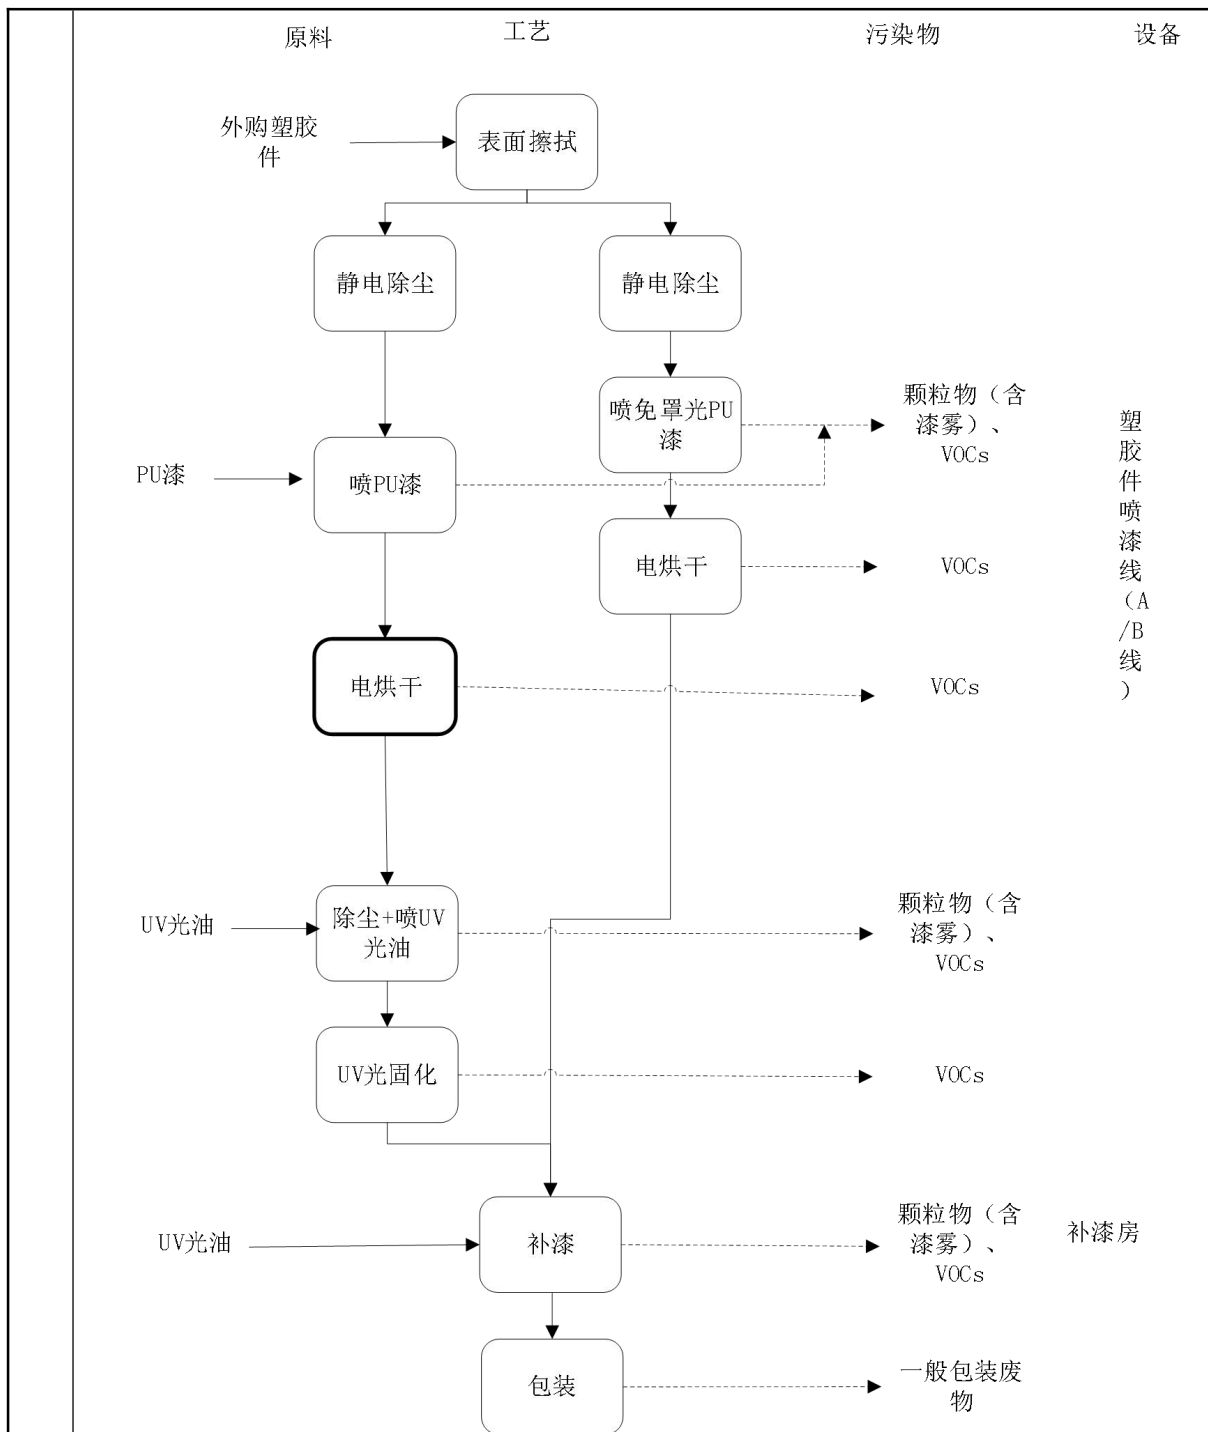 原料
工艺
污染物
设备
外购塑胶
件
表面擦拭
静电除尘
静电除尘
喷免罩光PU
漆
颗粒物（含
漆雾）、
VOCs
PU漆
喷PU漆
电烘干
VOCs
塑
胶
件
喷
漆
线
（A
/B
线
）
电烘干
VOCs
UV光油
除尘+喷UV
光油
颗粒物（含
漆雾）、
VOCs
UV光固化
VOCs
UV光油
补漆
颗粒物（含
漆雾）、
VOCs
补漆房
包装
一般包装废
物